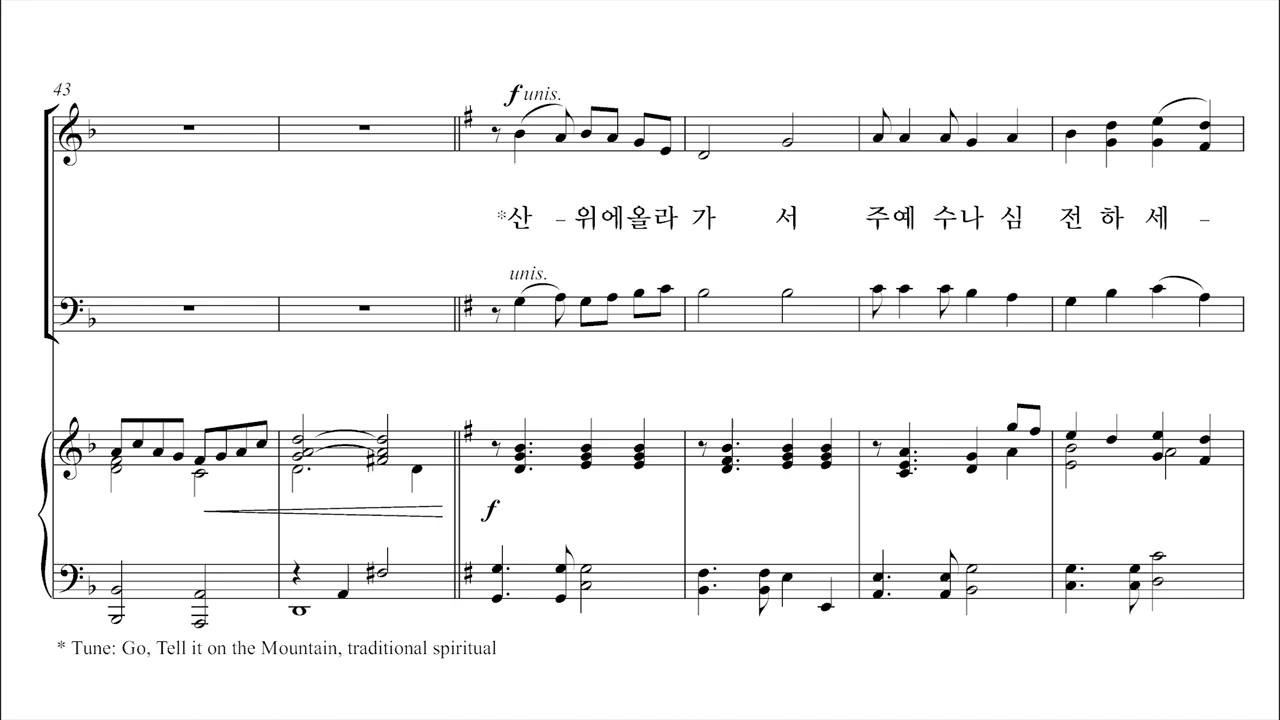 43
f unis.
*산 - 위에올라 가 서 주예 수나 심 전 하 세 -
unis.
f
* Tune: Go, Tell it on the Mountain, traditional spiritual